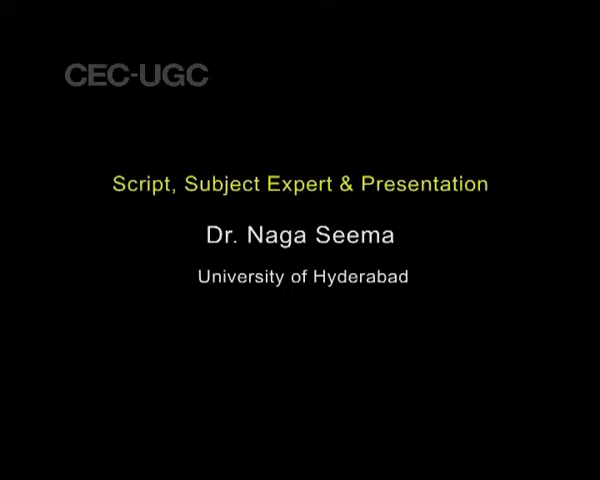 CEC-UGC
Script, Subject Expert & Presentation
Dr. Naga Seema
University of Hyderabad